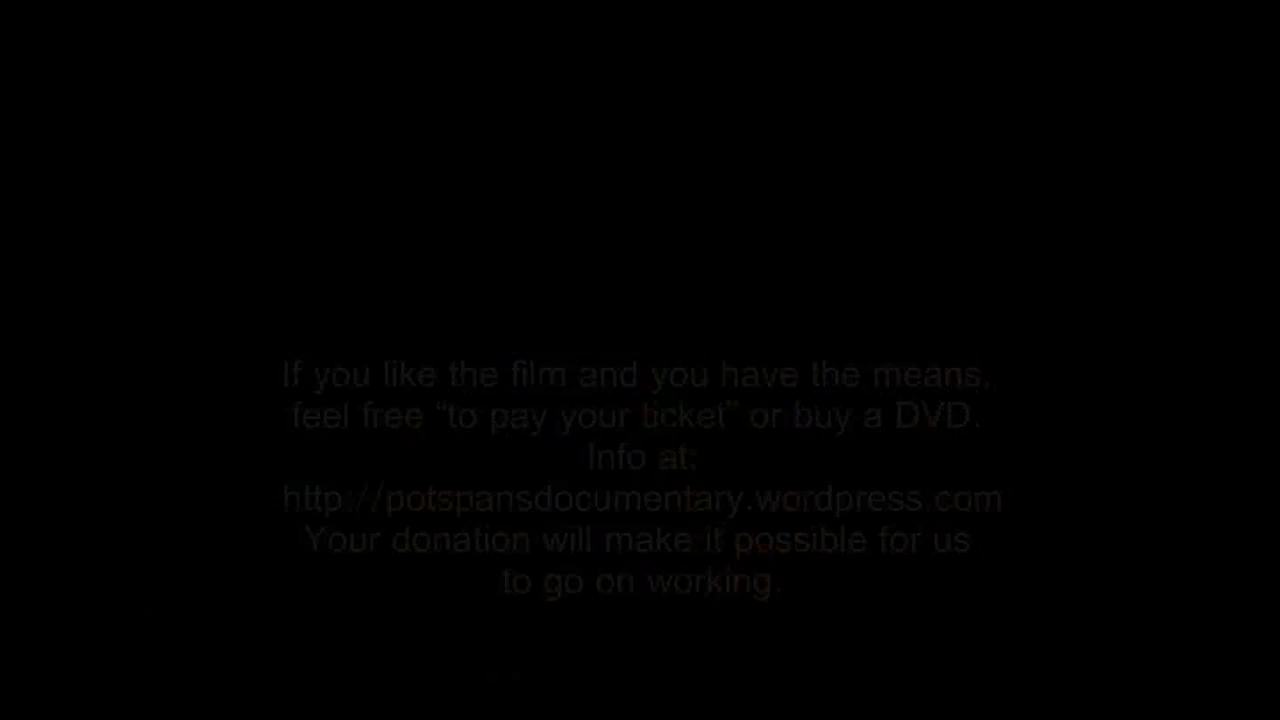 If you like the film and you have the means,
feel free “to pay your ticket” or buy a DVD.
Info at:
http://potspansdocumentary.wordpress.com
Your donation will make it possible for us
to go on working.